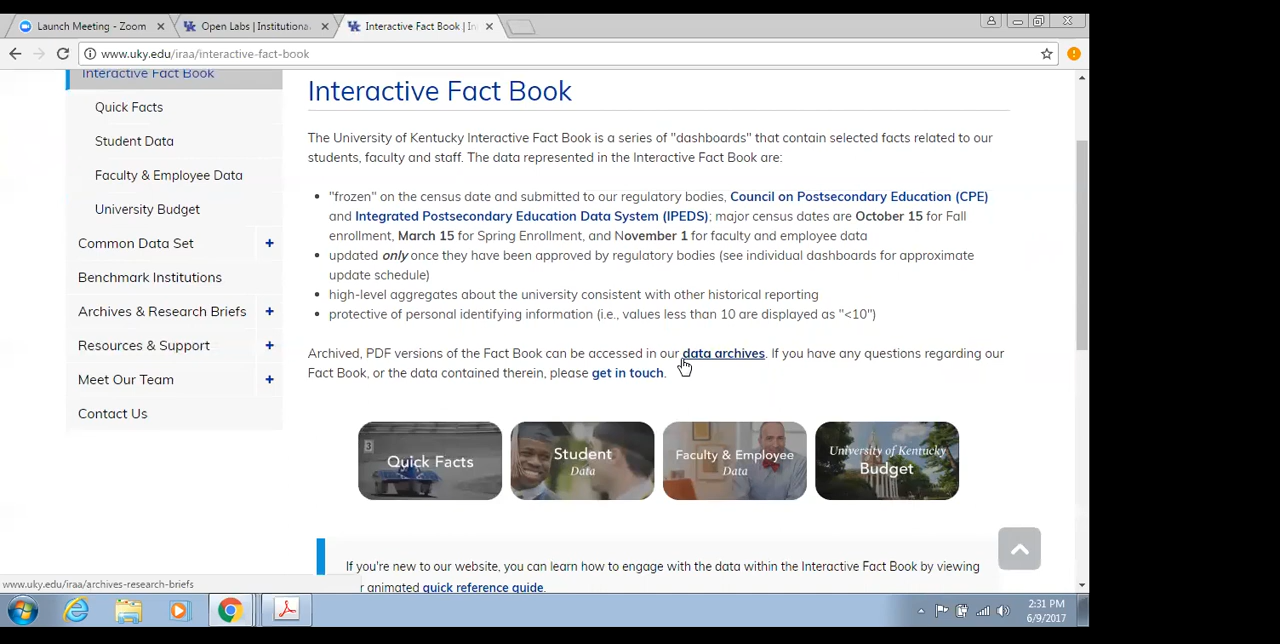 Launch Meeting - Zoom
Open Labs | Institutiona
Interactive Fact Book | In
www.uky.edu/iraa/interactive-fact-book
Interactive Fact Book
Quick Facts
Student Data
Faculty & Employee Data
University Budget
Common Data Set +
Benchmark Institutions
Archives & Research Briefs +
Resources & Support +
Meet Our Team +
Contact Us
Interactive Fact Book
The University of Kentucky Interactive Fact Book is a series of "dashboards" that contain selected facts related to our
students, faculty and staff. The data represented in the Interactive Fact Book are:
"frozen" on the census date and submitted to our regulatory bodies, Council on Postsecondary Education (CPE)
and Integrated Postsecondary Education Data System (IPEDS); major census dates are October 15 for Fall
enrollment, March 15 for Spring Enrollment, and November 1 for faculty and employee data
updated only once they have been approved by regulatory bodies (see individual dashboards for approximate
update schedule)
high-level aggregates about the university consistent with other historical reporting
protective of personal identifying information (i.e., values less than 10 are displayed as "<10")
Archived, PDF versions of the Fact Book can be accessed in our data archives. If you have any questions regarding our
Fact Book, or the data contained therein, please get in touch.
3
Quick Facts
Student
Data
Faculty & Employee
Data
University of Kentucky
Budget
If you're new to our website, you can learn how to engage with the data within the Interactive Fact Book by viewing
r animated quick reference guide.
www.uky.edu/iraa/archives-research-briefs
2:31 PM
6/9/2017